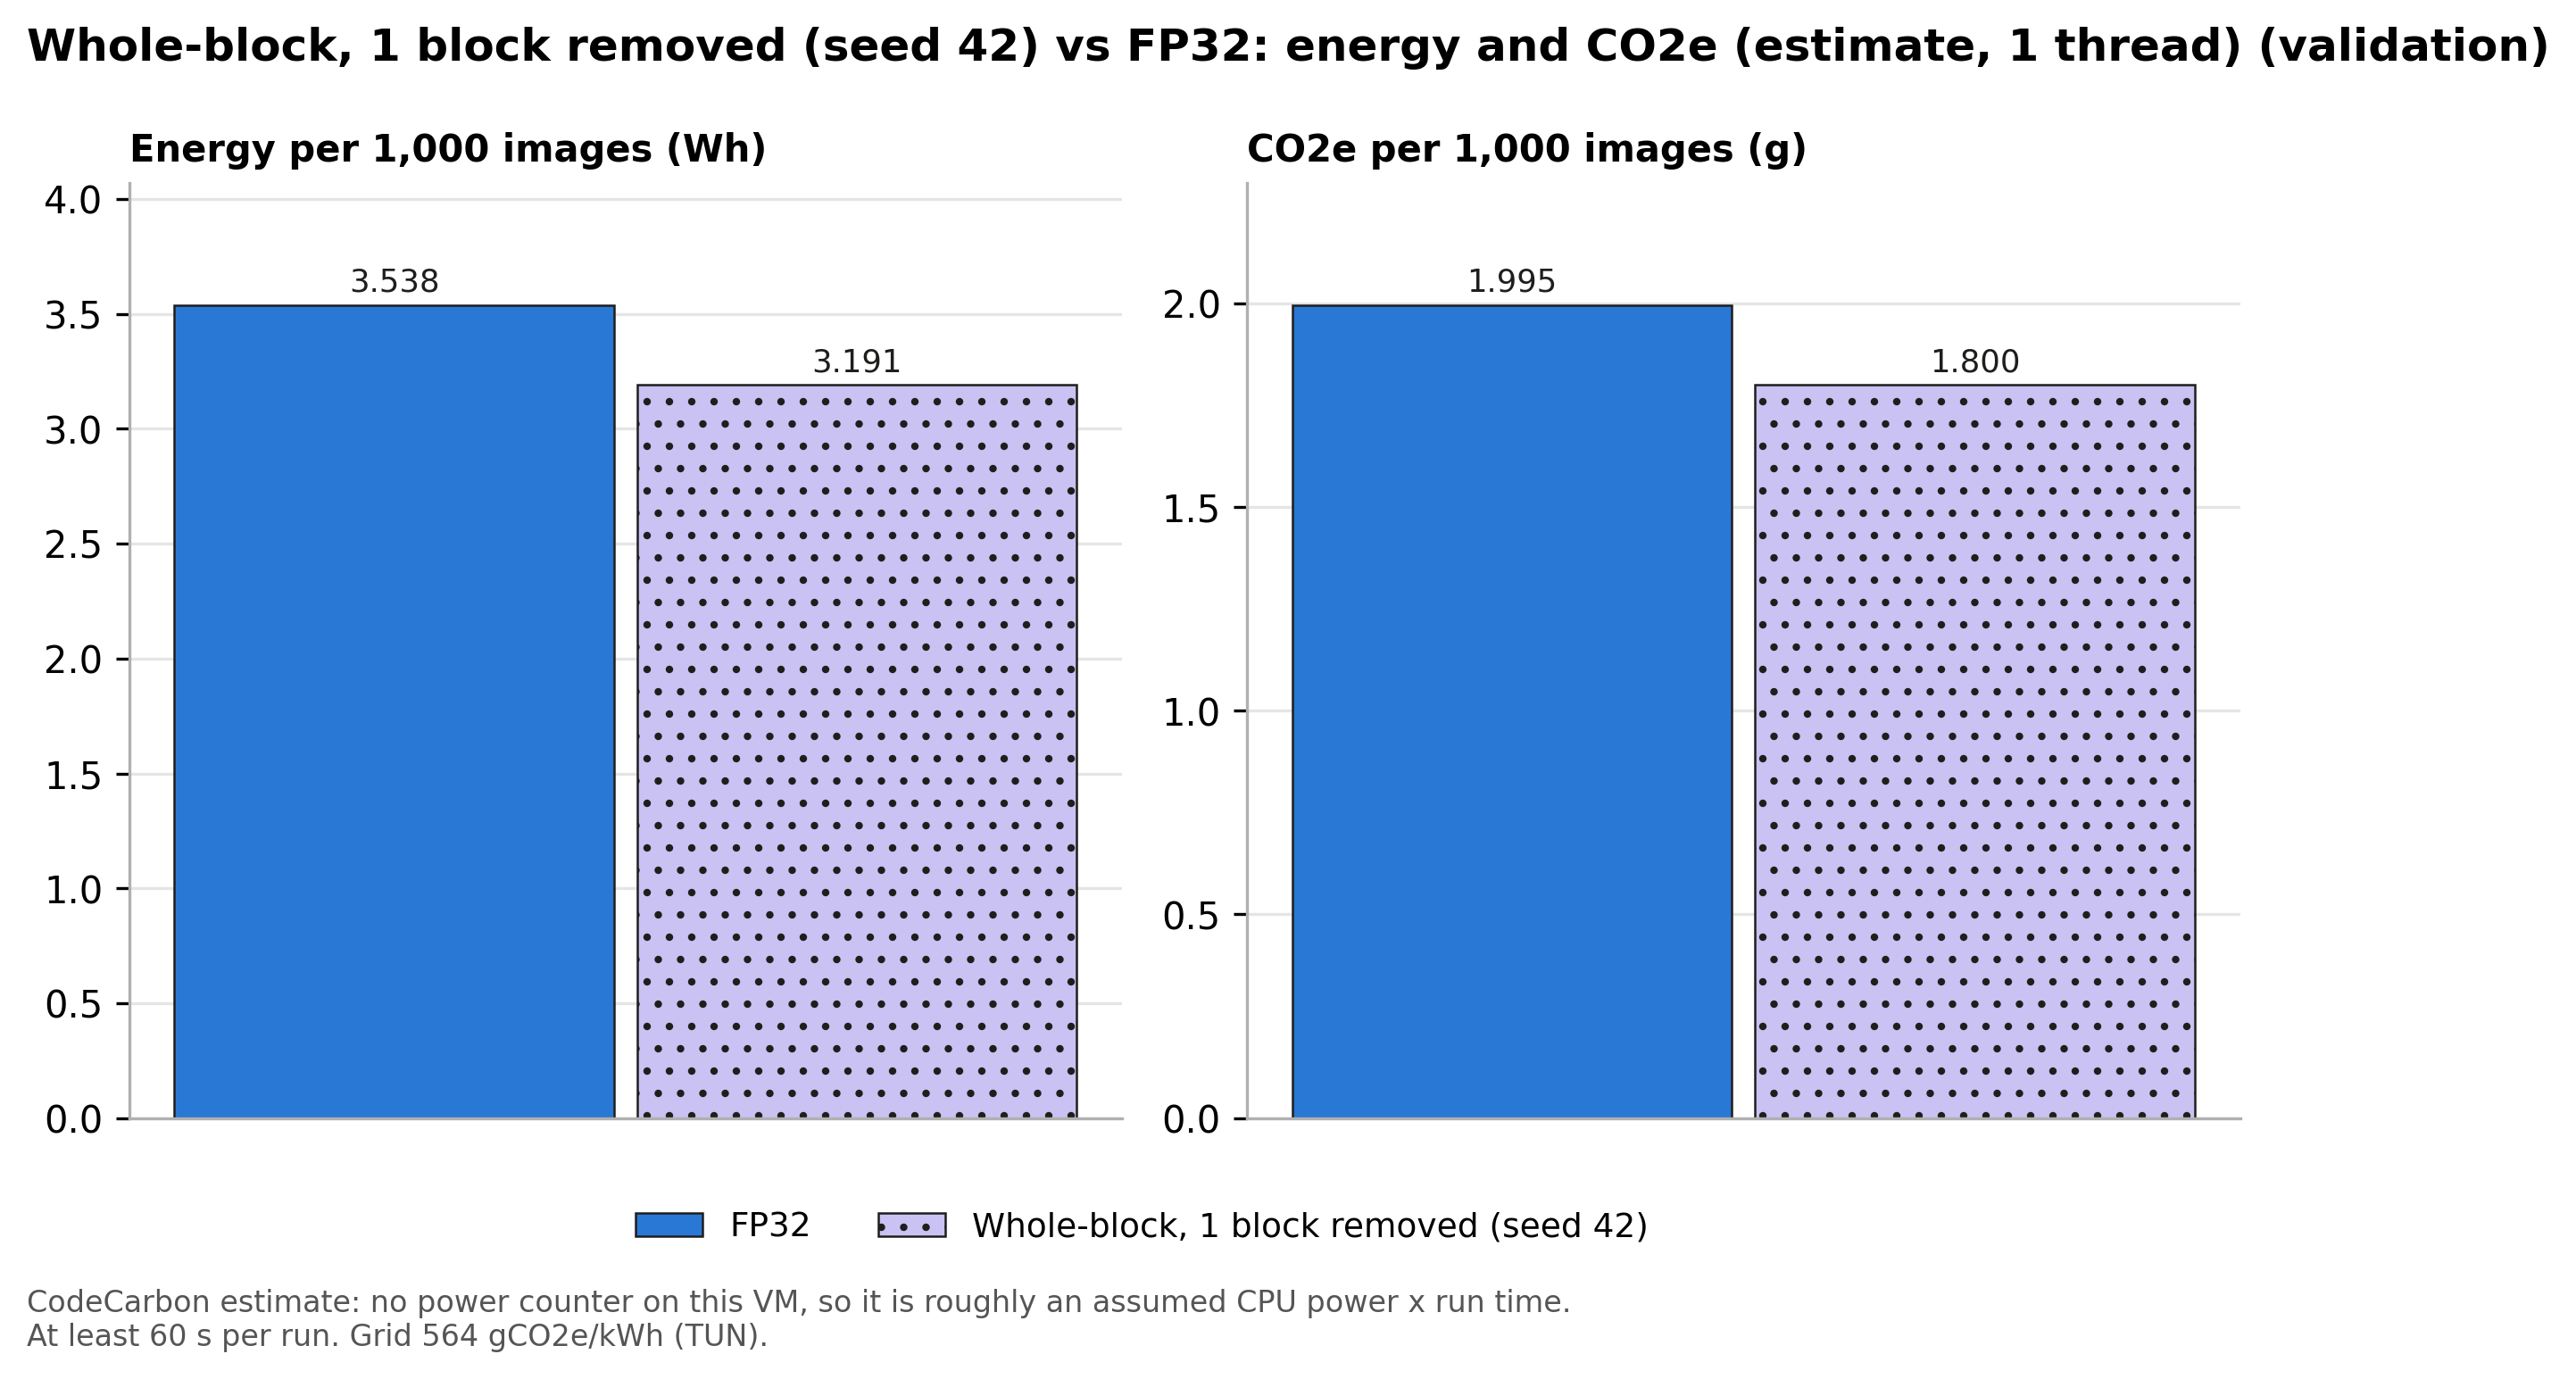 Whole-block, 1 block removed (seed 42) vs FP32: energy and CO2e (estimate, 1 thread) (validation)
Energy per 1,000 images (Wh)
4.0
3.5
3.0
2.5
2.0
1.5
1.0
0.5
0.0
3.538
3.191
CO2e per 1,000 images (g)
2.0
1.5
1.0
0.5
0.0
1.995
1.800
FP32
Whole-block, 1 block removed (seed 42)
CodeCarbon estimate: no power counter on this VM, so it is roughly an assumed CPU power x run time.
At least 60 s per run. Grid 564 gCO2e/kWh (TUN).